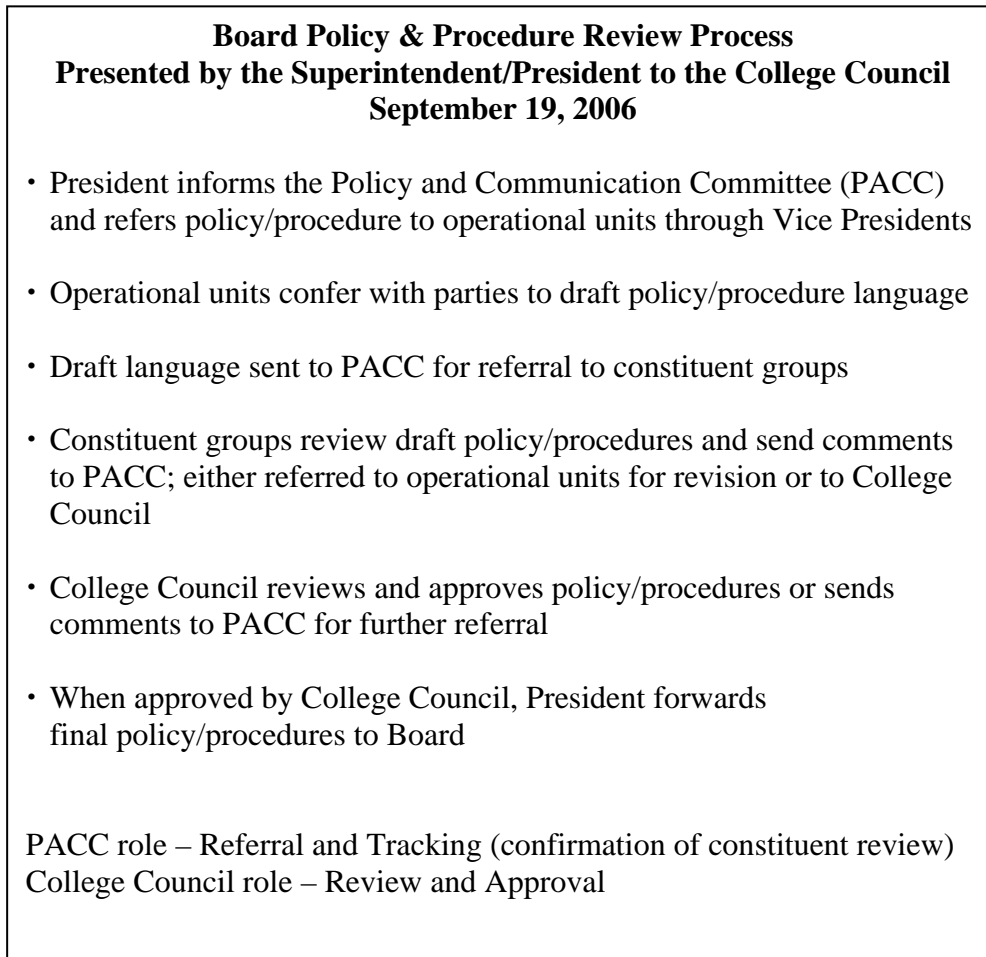 Board Policy & Procedure Review Process
Presented by the Superintendent/President to the College Council
September 19, 2006
· President informs the Policy and Communication Committee (PACC)
and refers policy/procedure to operational units through Vice Presidents
· Operational units confer with parties to draft policy/procedure language
· Draft language sent to PACC for referral to constituent groups
· Constituent groups review draft policy/procedures and send comments
to PACC; either referred to operational units for revision or to College
Council
· College Council reviews and approves policy/procedures or sends
comments to PACC for further referral
· When approved by College Council, President forwards
final policy/procedures to Board
PACC role – Referral and Tracking (confirmation of constituent review)
College Council role – Review and Approval